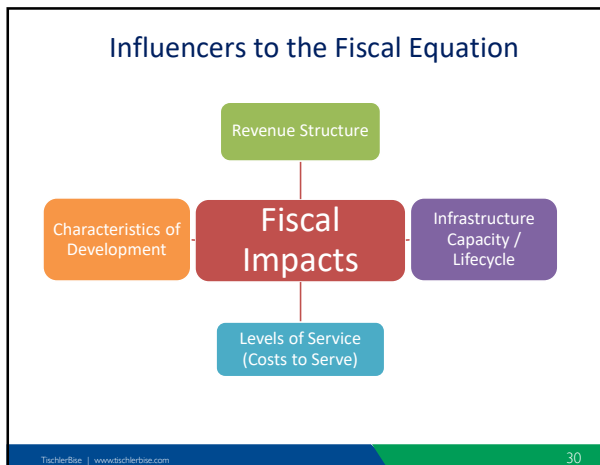 Influencers to the Fiscal Equation
Revenue Structure
Characteristics of
Development
Fiscal
Impacts
Infrastructure
Capacity /
Lifecycle
Levels of Service
(Costs to Serve)
TischlerBise | www.tischlerbise.com
30